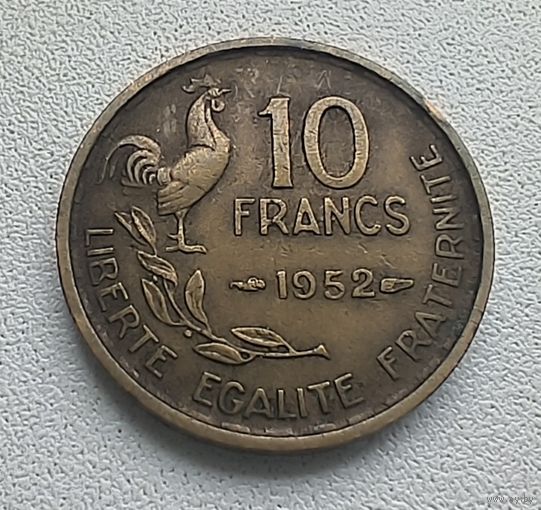 10
FRANCS
1952
LIBERTE EGALITE FRATERNITE